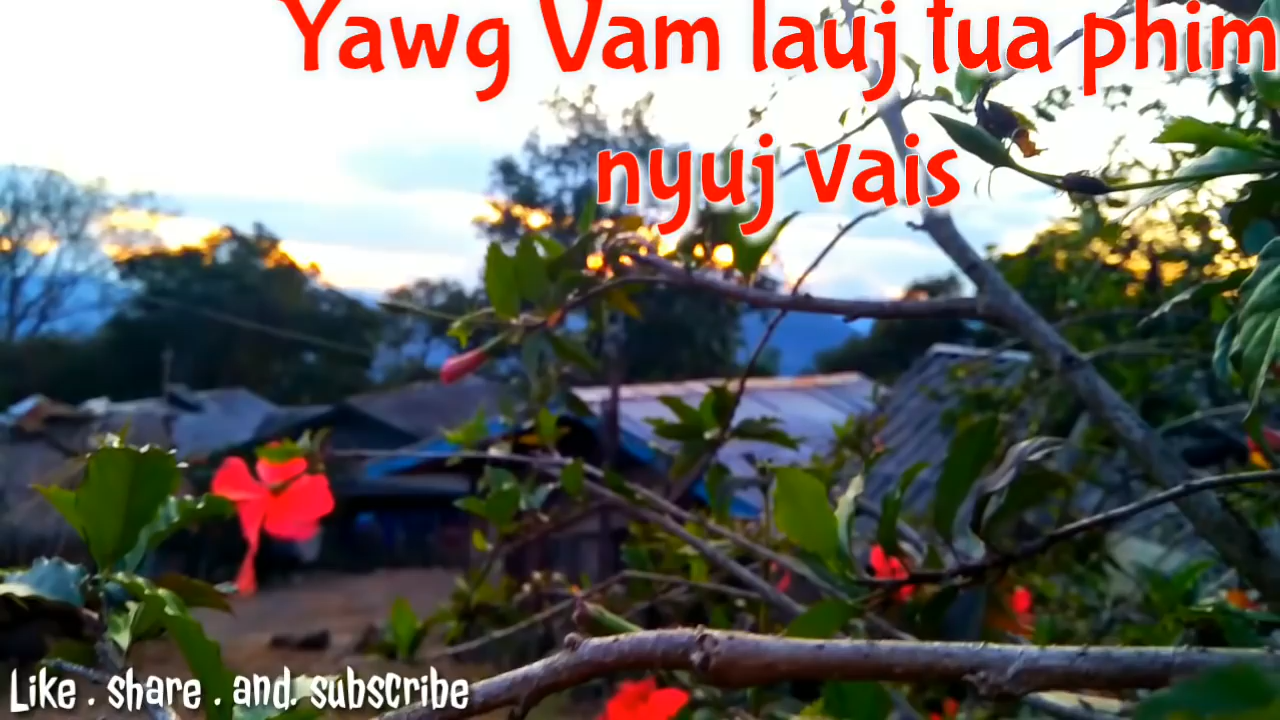 Yawg Vam lauj tua phim
nyuj vais
Like . share . and. subscribe